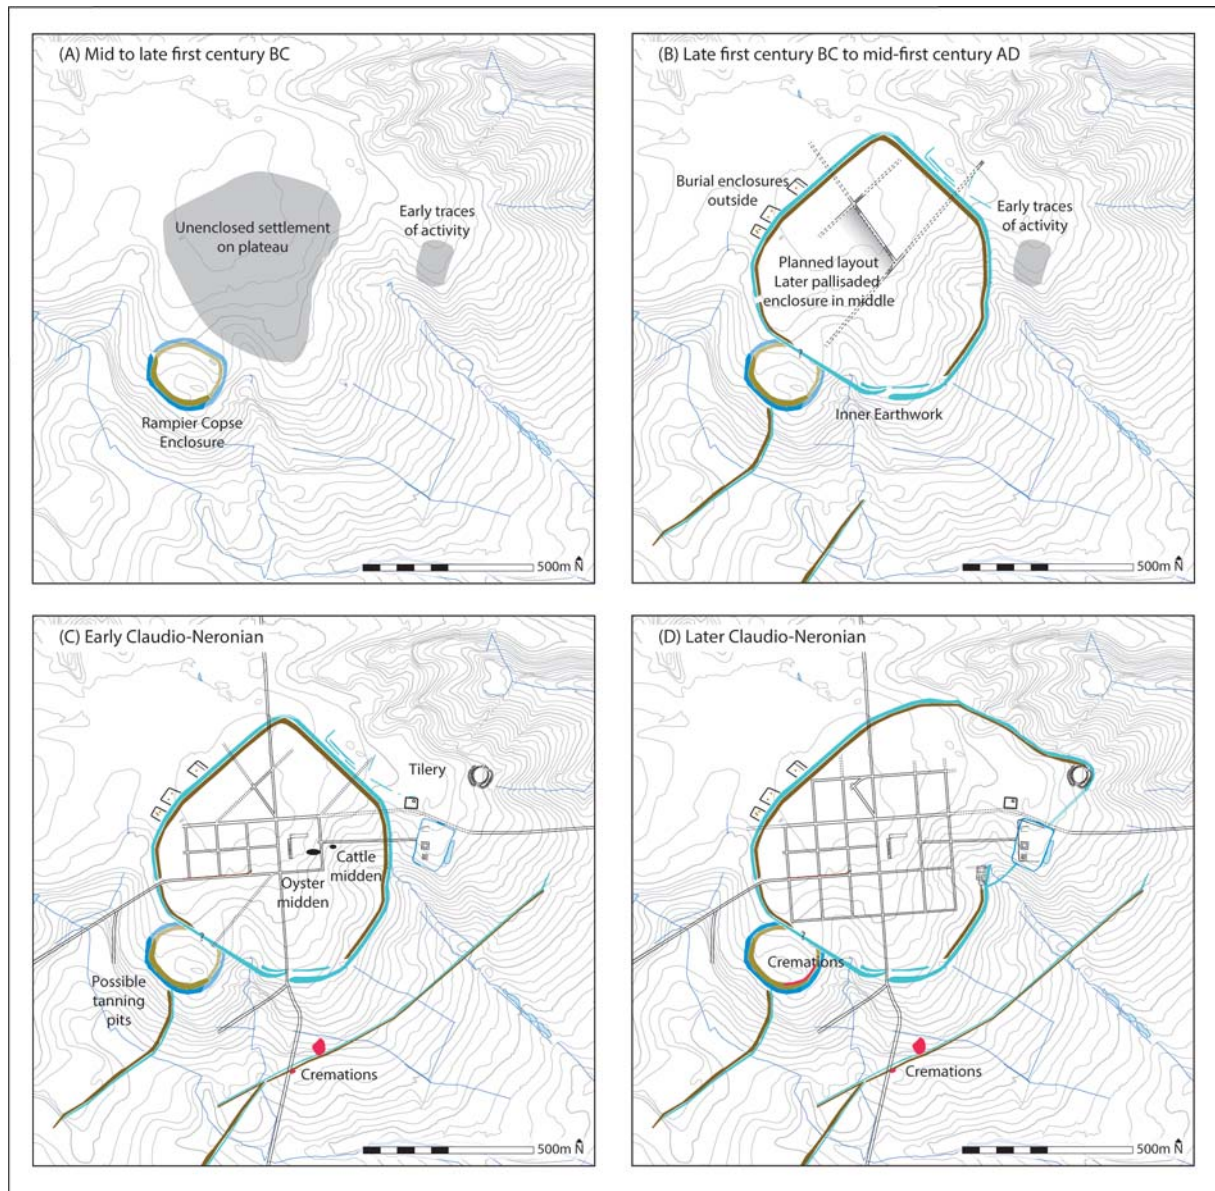 (A) Mid to late first century BC
Unenclosed settlement
on plateau
Early traces
of activity
Rampier Copse
Enclosure
500m N
(B) Late first century BC to mid-first century AD
Burial enclosures
outside
Early traces
of activity
Planned layout
Later pallisaded
enclosure in middle
?
Inner Earthwork
500m N
(C) Early Claudio-Neronian
Tilery
Cattle
midden
Oyster
midden
?
Possible
tanning
pits
Cremations
500m N
(D) Later Claudio-Neronian
?
Cremations
Cremations
500m N